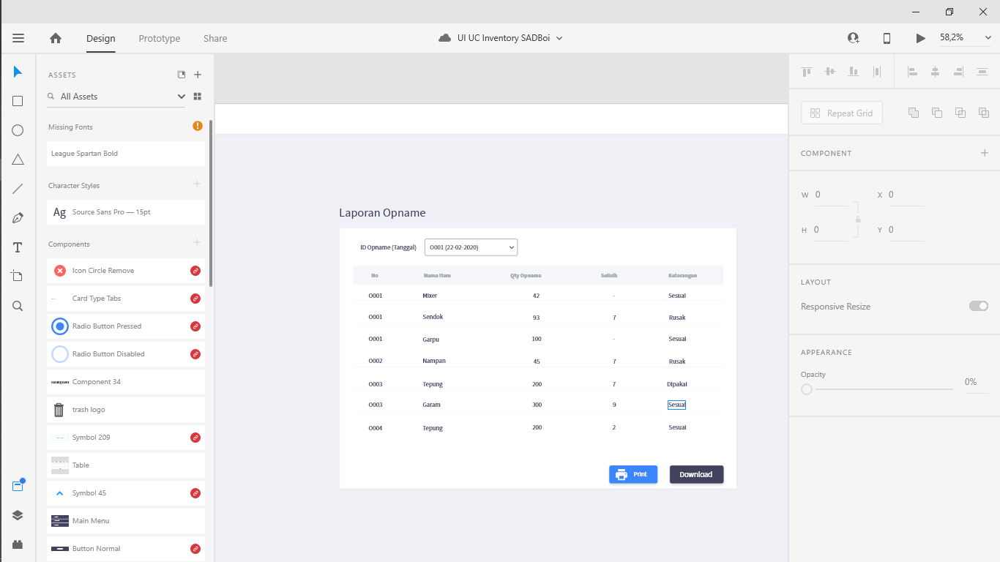 Design Prototype Share UI UC Inventory SADBoi 58,2%
ASSETS
All Assets
Missing Fonts
League Spartan Bold
Character Styles
Ag Source Sans Pro — 15pt
Components
Icon Circle Remove
Card Type Tabs
Radio Button Pressed
Radio Button Disabled
Component 34
trash logo
Symbol 209
Table
Symbol 45
Main Menu
Button Normal
Laporan Opname
ID Opname (Tanggal) O001 (22-02-2020)
No Nama Item Qty Opname Selisih Keterangan
O001 Mixer 42 - Sesuai
O001 Sendok 93 7 Rusak
O001 Garpu 100 - Sesuai
O002 Nampan 45 7 Rusak
O003 Tepung 200 7 Dipakai
O003 Garam 300 9 Sesuai
O004 Tepung 200 2 Sesuai
Print Download
Repeat Grid
COMPONENT
W 0 X 0
H 0 Y 0
LAYOUT
Responsive Resize
APPEARANCE
Opacity
0%